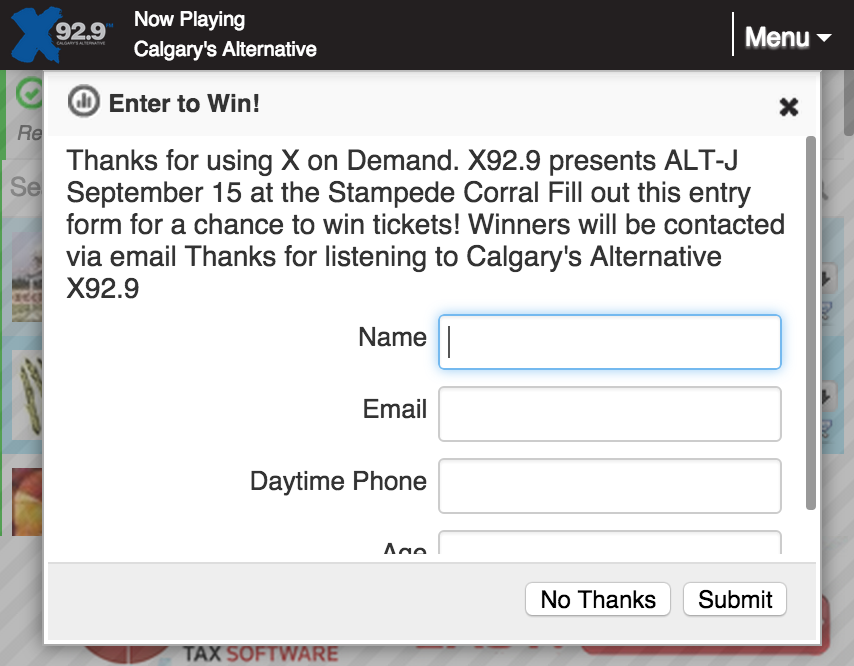 X 92.9
CALGARY'S ALTERNATIVE
Now Playing
Calgary's Alternative
Menu
Enter to Win!
Re
Se
Thanks for using X on Demand. X92.9 presents ALT-J
September 15 at the Stampede Corral Fill out this entry
form for a chance to win tickets! Winners will be contacted
via email Thanks for listening to Calgary's Alternative
X92.9
Name
Email
Daytime Phone
Age
No Thanks
Submit
TAX SOFTWARE